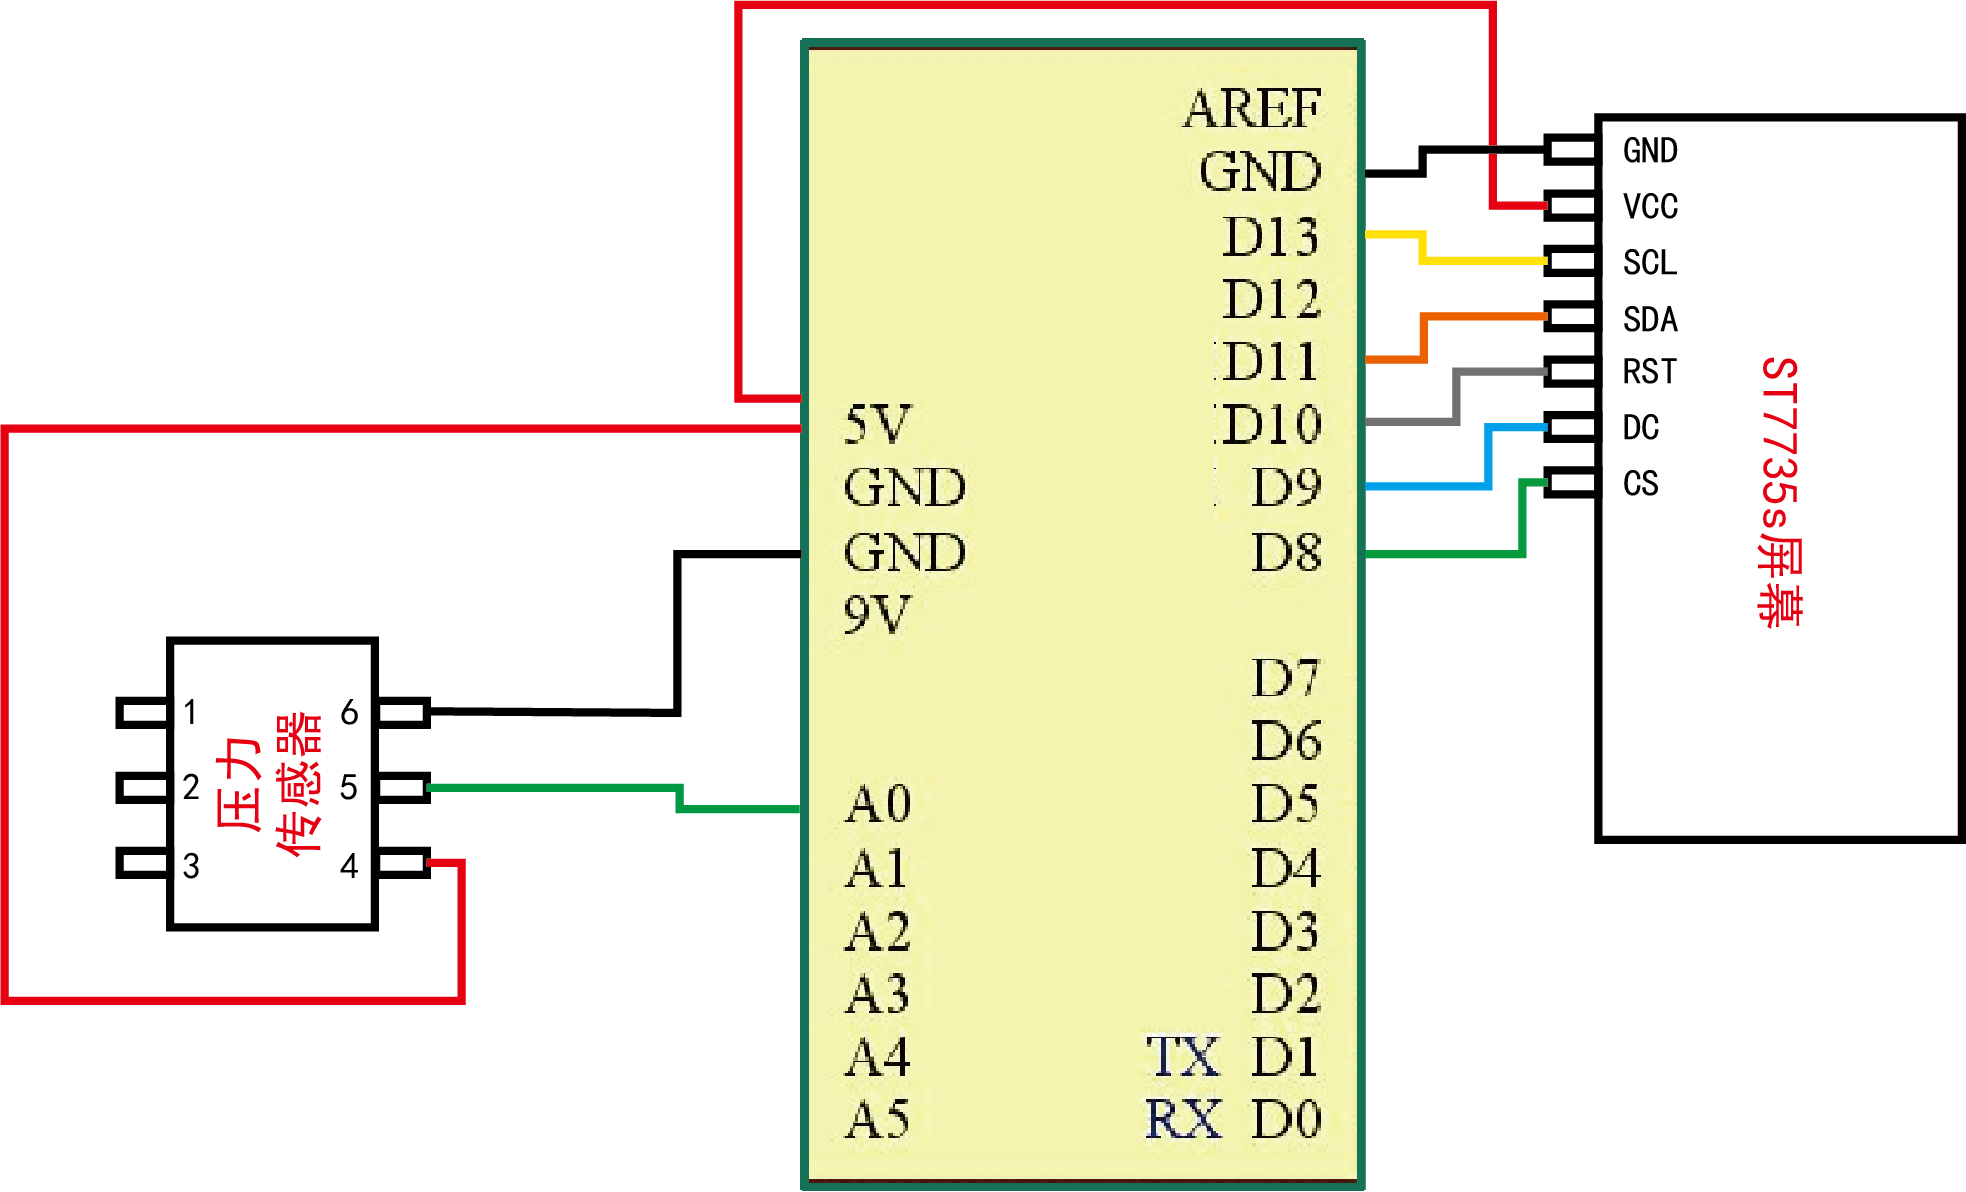 1
2
3
6
5
4
压力
传感器
5V
GND
GND
9V
A0
A1
A2
A3
A4
A5
AREF
GND
D13
D12
D11
D10
D9
D8
D7
D6
D5
D4
D3
D2
TX D1
RX D0
GND
VCC
SCL
SDA
RST
DC
CS
ST7735s屏幕